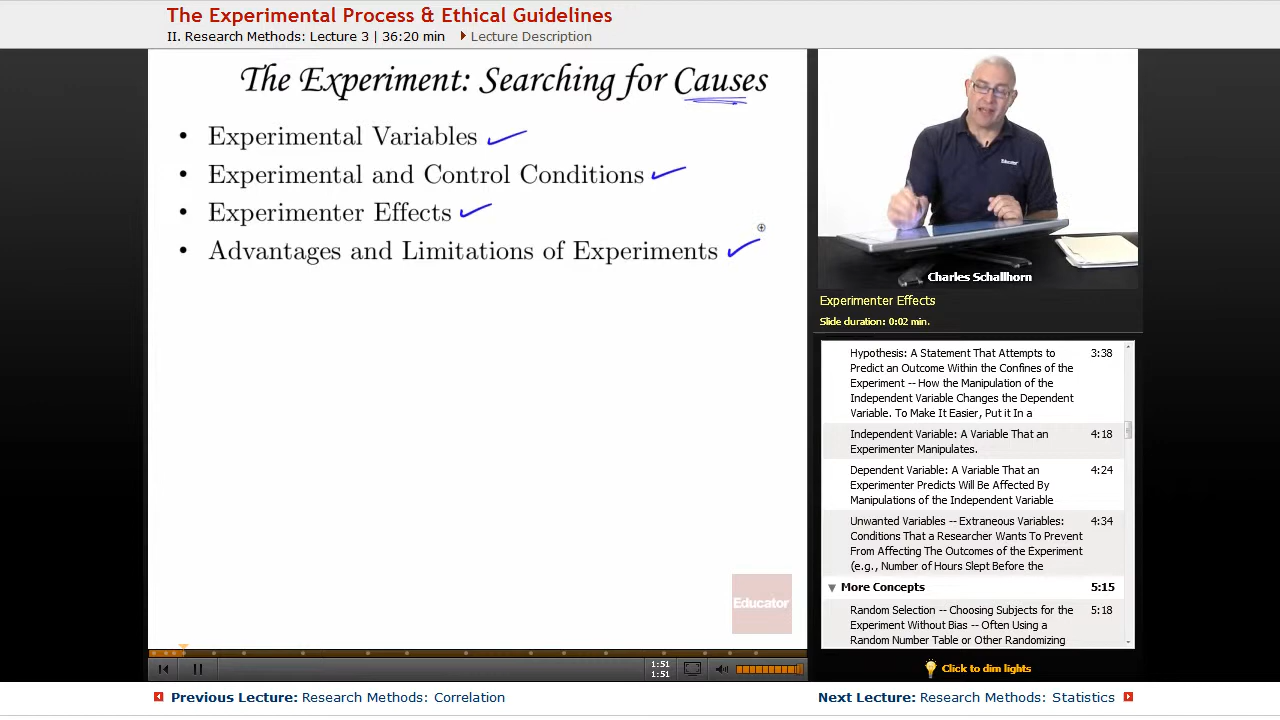 The Experimental Process & Ethical Guidelines
II. Research Methods: Lecture 3 | 36:20 min Lecture Description
The Experiment: Searching for Causes
• Experimental Variables
• Experimental and Control Conditions
• Experimenter Effects
• Advantages and Limitations of Experiments
Educator
Educator
Charles Schallhorn
Experimenter Effects
Slide duration: 0:02 min.
Hypothesis: A Statement That Attempts to 3:38
Predict an Outcome Within the Confines of the
Experiment -- How the Manipulation of the
Independent Variable Changes the Dependent
Variable. To Make It Easier, Put it In a
Independent Variable: A Variable That an 4:18
Experimenter Manipulates.
Dependent Variable: A Variable That an 4:24
Experimenter Predicts Will Be Affected By
Manipulations of the Independent Variable
Unwanted Variables -- Extraneous Variables: 4:34
Conditions That a Researcher Wants To Prevent
From Affecting The Outcomes of the Experiment
(e.g., Number of Hours Slept Before the
More Concepts 5:15
Random Selection -- Choosing Subjects for the 5:18
Experiment Without Bias -- Often Using a
Random Number Table or Other Randomizing
1:51
1:51
Click to dim lights
Previous Lecture: Research Methods: Correlation
Next Lecture: Research Methods: Statistics